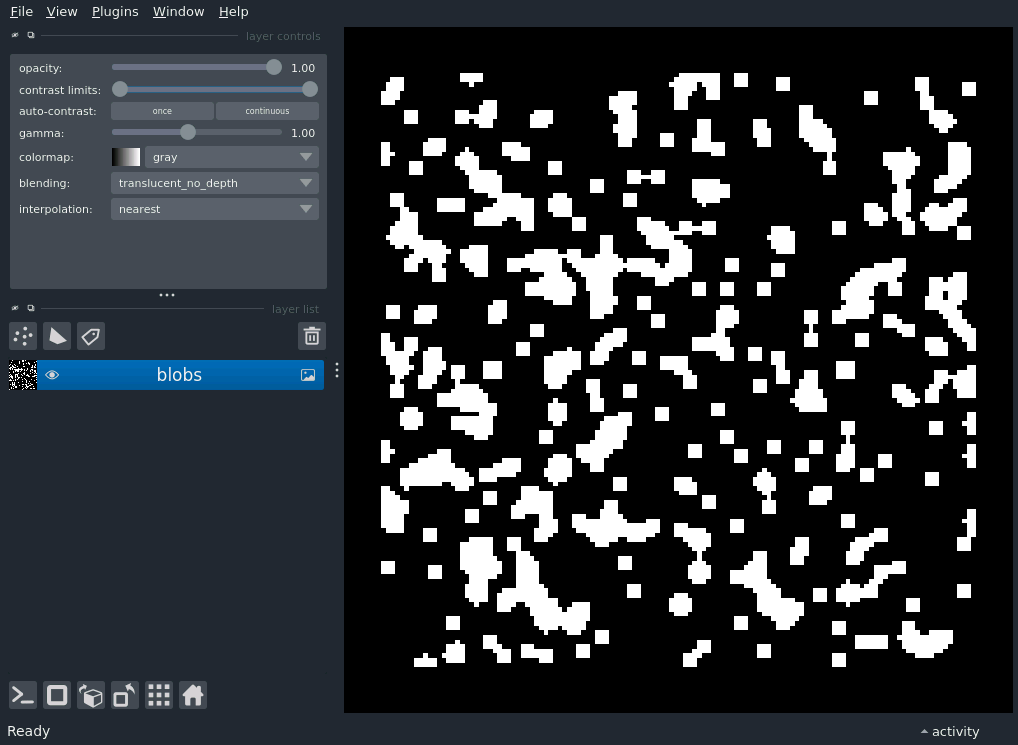 File View Plugins Window Help
layer controls
opacity: 1.00
contrast limits:
auto-contrast: once continuous
gamma: 1.00
colormap: gray
blending: translucent_no_depth
interpolation: nearest
layer list
blobs
Ready activity